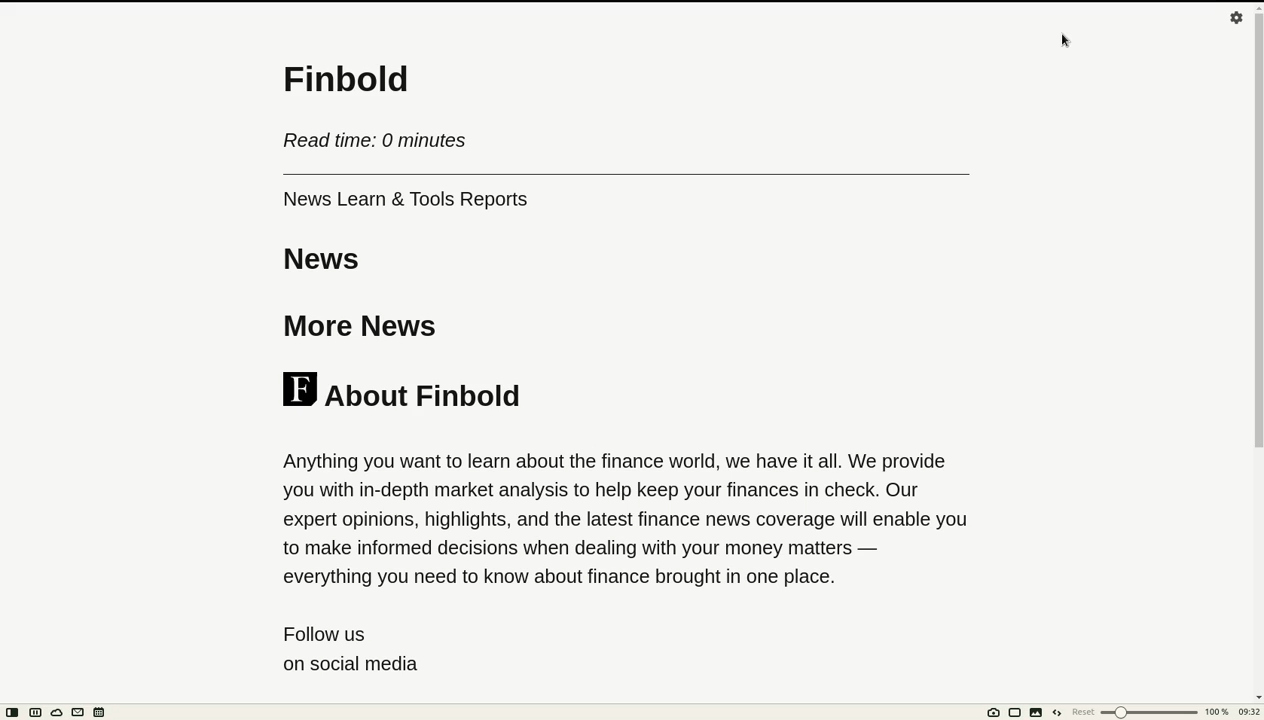 Finbold
Read time: 0 minutes
News Learn & Tools Reports
News
More News
F About Finbold
Anything you want to learn about the finance world, we have it all. We provide
you with in-depth market analysis to help keep your finances in check. Our
expert opinions, highlights, and the latest finance news coverage will enable you
to make informed decisions when dealing with your money matters —
everything you need to know about finance brought in one place.
Follow us
on social media
Reset 100 % 09:32